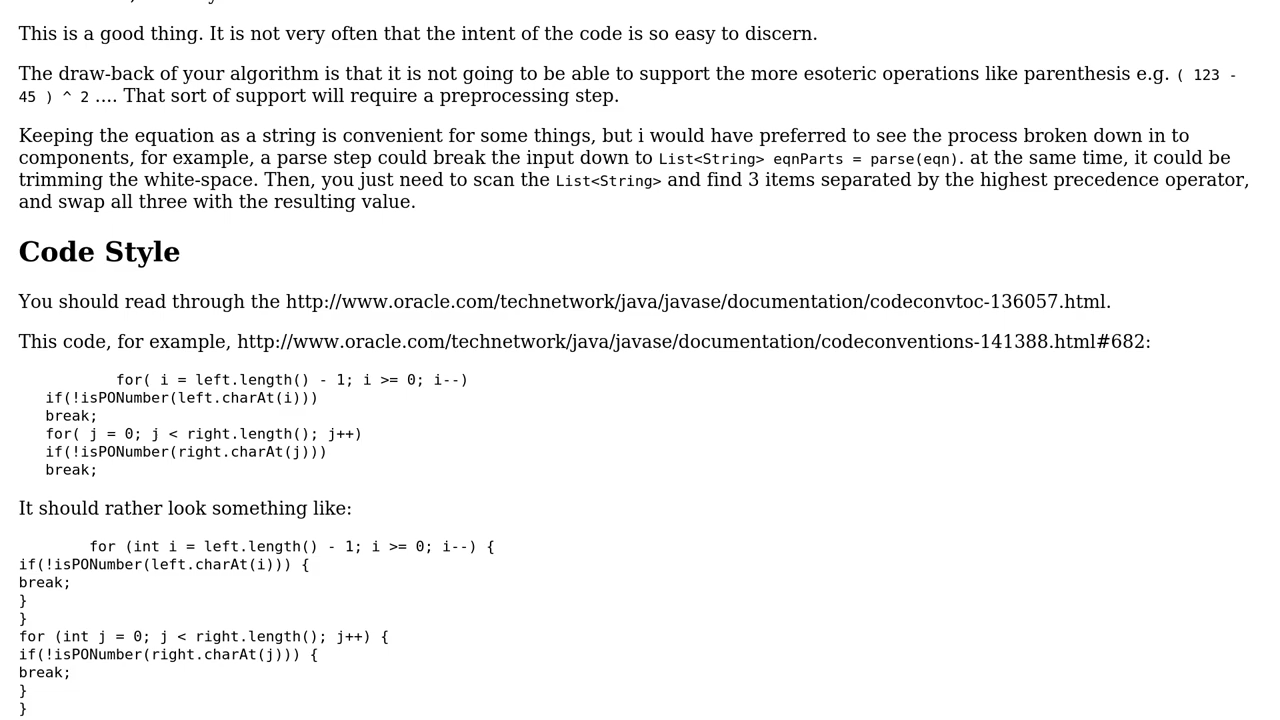 This is a good thing. It is not very often that the intent of the code is so easy to discern.
The draw-back of your algorithm is that it is not going to be able to support the more esoteric operations like parenthesis e.g. ( 123 -
45 ) ^ 2 .... That sort of support will require a preprocessing step.
Keeping the equation as a string is convenient for some things, but i would have preferred to see the process broken down in to
components, for example, a parse step could break the input down to List<String> eqnParts = parse(eqn). at the same time, it could be
trimming the white-space. Then, you just need to scan the List<String> and find 3 items separated by the highest precedence operator,
and swap all three with the resulting value.
Code Style
You should read through the http://www.oracle.com/technetwork/java/javase/documentation/codeconvtoc-136057.html.
This code, for example, http://www.oracle.com/technetwork/java/javase/documentation/codeconventions-141388.html#682:
for( i = left.length() - 1; i >= 0; i--)
if(!isPONumber(left.charAt(i)))
break;
for( j = 0; j < right.length(); j++)
if(!isPONumber(right.charAt(j)))
break;
It should rather look something like:
for (int i = left.length() - 1; i >= 0; i--) {
if(!isPONumber(left.charAt(i))) {
break;
}
}
for (int j = 0; j < right.length(); j++) {
if(!isPONumber(right.charAt(j))) {
break;
}
}